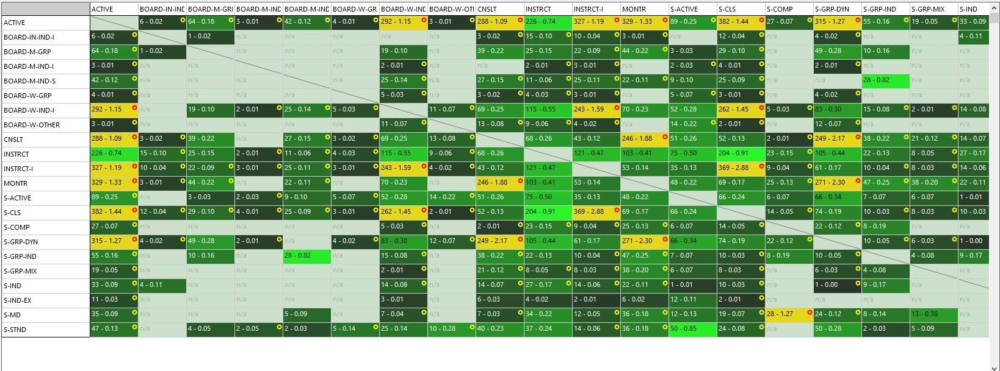 ACTIVE BOARD-IN-IND BOARD-M-GRI BOARD-M-IND BOARD-M-IND BOARD-W-GR BOARD-W-IND BOARD-W-OTI CNSLT INSTRCT INSTRCT-I MONTR S-ACTIVE S-CLS S-COMP S-GRP-DYN S-GRP-IND S-GRP-MIX S-IND
ACTIVE 6 - 0.02 64 - 0.18 3 - 0.01 42 - 0.12 4 - 0.01 292 - 1.15 3 - 0.01 288 - 1.09 226 - 0.74 327 - 1.19 329 - 1.33 89 - 0.25 382 - 1.44 27 - 0.07 315 - 1.27 55 - 0.16 19 - 0.05 33 - 0.09
BOARD-IN-IND-I 6 - 0.02 1 - 0.02 n/a n/a n/a n/a n/a 3 - 0.02 15 - 0.10 10 - 0.04 3 - 0.01 n/a 12 - 0.04 n/a 4 - 0.02 n/a n/a 4 - 0.11
BOARD-M-GRP 64 - 0.18 1 - 0.02 n/a n/a n/a 19 - 0.10 n/a 39 - 0.22 25 - 0.15 22 - 0.09 44 - 0.22 3 - 0.03 29 - 0.10 n/a 49 - 0.28 10 - 0.16 n/a n/a
BOARD-M-IND-I 3 - 0.01 n/a n/a n/a n/a 2 - 0.01 n/a n/a 2 - 0.01 3 - 0.01 n/a 2 - 0.03 4 - 0.01 n/a 2 - 0.01 n/a n/a n/a
BOARD-M-IND-S 42 - 0.12 n/a n/a n/a n/a 25 - 0.14 n/a 27 - 0.15 11 - 0.06 25 - 0.11 22 - 0.11 9 - 0.10 25 - 0.09 n/a n/a 28 - 0.82 n/a n/a
BOARD-W-GRP 4 - 0.01 n/a n/a n/a n/a 5 - 0.03 n/a 3 - 0.02 4 - 0.03 3 - 0.01 n/a 5 - 0.07 3 - 0.01 n/a 4 - 0.02 n/a n/a n/a
BOARD-W-IND-I 292 - 1.15 n/a 19 - 0.10 2 - 0.01 25 - 0.14 5 - 0.03 11 - 0.07 69 - 0.25 115 - 0.55 243 - 1.59 70 - 0.23 52 - 0.28 262 - 1.45 5 - 0.03 83 - 0.30 15 - 0.08 2 - 0.01 14 - 0.08
BOARD-W-OTHER 3 - 0.01 n/a n/a n/a n/a n/a 11 - 0.07 13 - 0.08 9 - 0.06 4 - 0.02 n/a 14 - 0.22 2 - 0.01 n/a 12 - 0.07 n/a n/a n/a
CNSLT 288 - 1.09 3 - 0.02 39 - 0.22 n/a 27 - 0.15 3 - 0.02 69 - 0.25 13 - 0.08 68 - 0.26 43 - 0.12 246 - 1.88 51 - 0.26 52 - 0.13 2 - 0.01 249 - 2.17 38 - 0.22 21 - 0.12 14 - 0.07
INSTRCT 226 - 0.74 15 - 0.10 25 - 0.15 2 - 0.01 11 - 0.06 4 - 0.03 115 - 0.55 9 - 0.06 68 - 0.26 121 - 0.47 103 - 0.41 75 - 0.50 204 - 0.91 23 - 0.15 105 - 0.44 22 - 0.13 8 - 0.05 27 - 0.17
INSTRCT-I 327 - 1.19 10 - 0.04 22 - 0.09 3 - 0.01 25 - 0.11 3 - 0.01 243 - 1.59 4 - 0.02 43 - 0.12 121 - 0.47 53 - 0.14 35 - 0.13 369 - 2.88 9 - 0.04 61 - 0.17 10 - 0.04 8 - 0.03 14 - 0.06
MONTR 329 - 1.33 3 - 0.01 44 - 0.22 n/a 22 - 0.11 n/a 70 - 0.23 n/a 246 - 1.88 103 - 0.41 53 - 0.14 48 - 0.22 69 - 0.17 25 - 0.13 271 - 2.30 47 - 0.25 38 - 0.20 22 - 0.11
S-ACTIVE 89 - 0.25 n/a 3 - 0.03 2 - 0.03 9 - 0.10 5 - 0.07 52 - 0.28 14 - 0.22 51 - 0.26 75 - 0.50 35 - 0.13 48 - 0.22 66 - 0.24 6 - 0.07 66 - 0.34 7 - 0.07 6 - 0.07 1 - 0.01
S-CLS 382 - 1.44 12 - 0.04 29 - 0.10 4 - 0.01 25 - 0.09 3 - 0.01 262 - 1.45 2 - 0.01 52 - 0.13 204 - 0.91 369 - 2.88 69 - 0.17 66 - 0.24 14 - 0.05 74 - 0.19 10 - 0.03 8 - 0.03 10 - 0.03
S-COMP 27 - 0.07 n/a n/a n/a n/a n/a 5 - 0.03 n/a 2 - 0.01 23 - 0.15 9 - 0.04 25 - 0.13 6 - 0.07 14 - 0.05 22 - 0.12 8 - 0.19 n/a n/a
S-GRP-DYN 315 - 1.27 4 - 0.02 49 - 0.28 2 - 0.01 n/a 4 - 0.02 83 - 0.30 12 - 0.07 249 - 2.17 105 - 0.44 61 - 0.17 271 - 2.30 66 - 0.34 74 - 0.19 22 - 0.12 10 - 0.05 6 - 0.03 1 - 0.00
S-GRP-IND 55 - 0.16 n/a 10 - 0.16 n/a 28 - 0.82 n/a 15 - 0.08 n/a 38 - 0.22 22 - 0.13 10 - 0.04 47 - 0.25 7 - 0.07 10 - 0.03 8 - 0.19 10 - 0.05 4 - 0.08 9 - 0.17
S-GRP-MIX 19 - 0.05 n/a n/a n/a n/a n/a 2 - 0.01 n/a 21 - 0.12 8 - 0.05 8 - 0.03 38 - 0.20 6 - 0.07 8 - 0.03 n/a 6 - 0.03 4 - 0.08 n/a
S-IND 33 - 0.09 4 - 0.11 n/a n/a n/a n/a 14 - 0.08 n/a 14 - 0.07 27 - 0.17 14 - 0.06 22 - 0.11 1 - 0.01 10 - 0.03 n/a 1 - 0.00 9 - 0.17 n/a
S-IND-EX 11 - 0.03 n/a n/a n/a n/a n/a 3 - 0.01 n/a 6 - 0.03 4 - 0.02 2 - 0.01 6 - 0.02 12 - 0.11 2 - 0.01 n/a n/a n/a n/a n/a
S-MD 35 - 0.09 n/a n/a n/a 5 - 0.09 n/a 7 - 0.04 n/a 7 - 0.03 34 - 0.22 12 - 0.05 36 - 0.18 12 - 0.13 19 - 0.07 28 - 1.27 24 - 0.12 8 - 0.14 13 - 0.30 n/a
S-STND 47 - 0.13 n/a 4 - 0.05 2 - 0.05 2 - 0.03 5 - 0.14 25 - 0.14 10 - 0.28 40 - 0.23 37 - 0.24 14 - 0.06 36 - 0.18 50 - 0.85 24 - 0.08 n/a 50 - 0.28 2 - 0.03 5 - 0.09 n/a